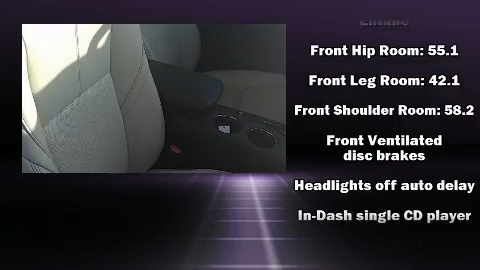 Front Hip Room: 55.1
Front Leg Room: 42.1
Front Shoulder Room: 58.2
Front Ventilated
disc brakes
Headlights off auto delay
In-Dash single CD player